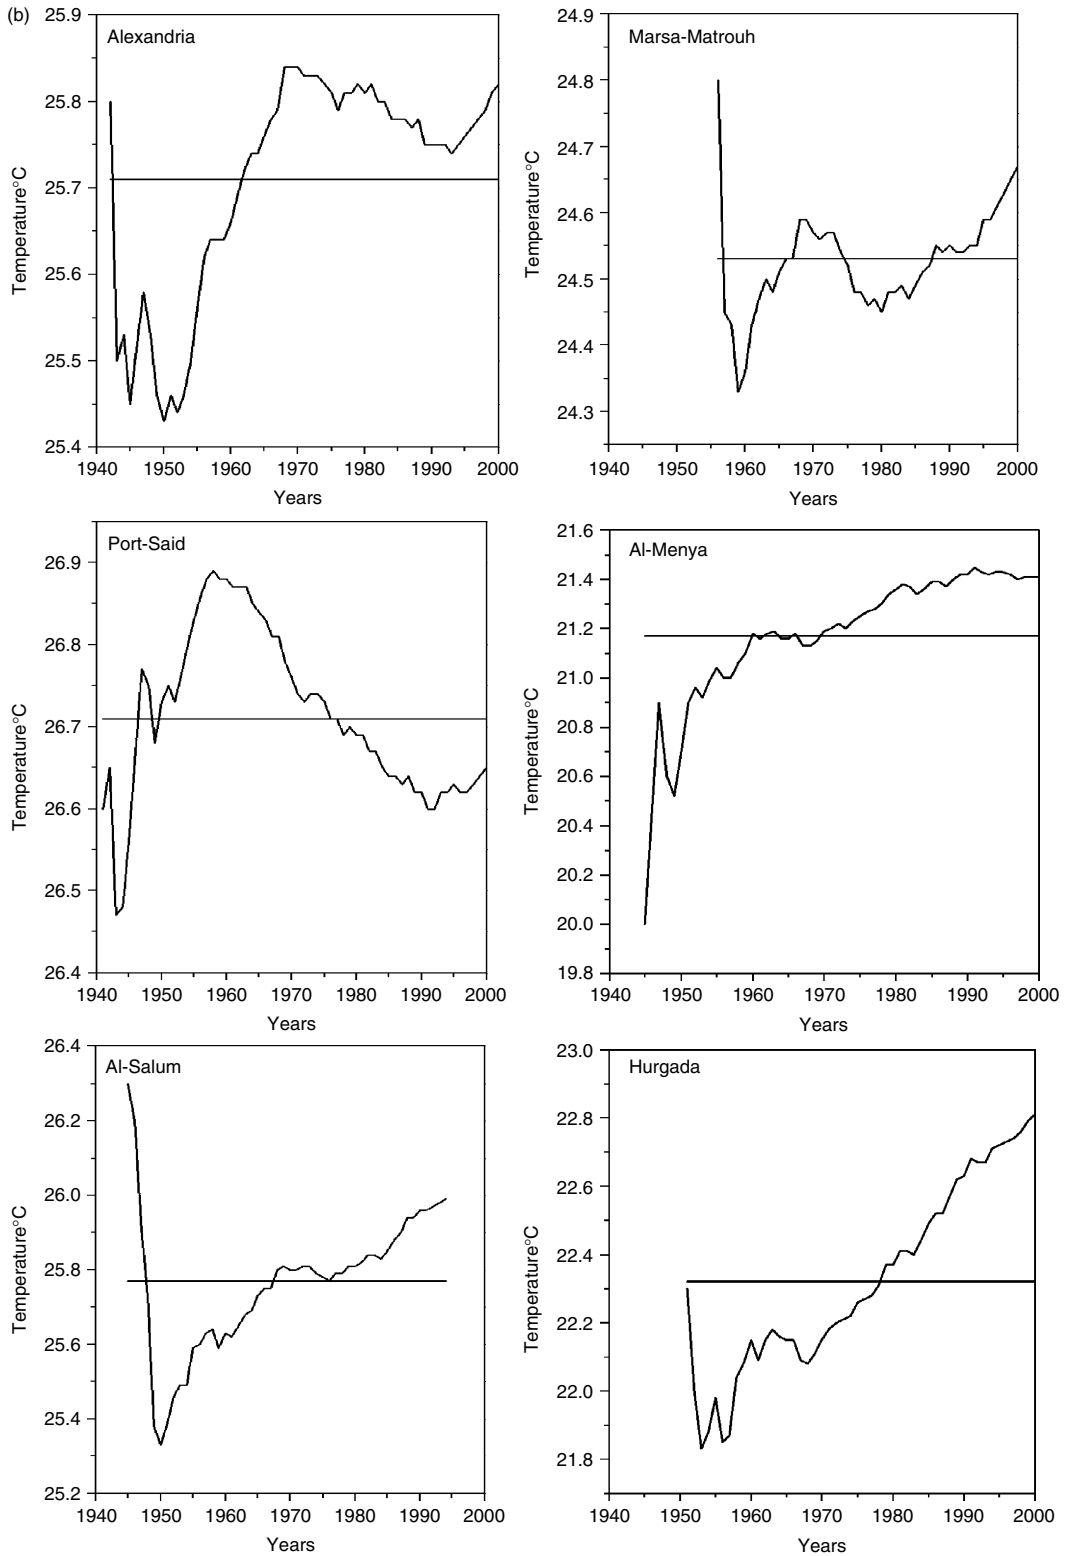 (b)
Alexandria
Temperature°C
25.9
25.8
25.7
25.6
25.5
25.4
1940 1950 1960 1970 1980 1990 2000
Years
Marsa-Matrouh
Temperature°C
24.9
24.8
24.7
24.6
24.5
24.4
24.3
1940 1950 1960 1970 1980 1990 2000
Years
Port-Said
Temperature°C
26.9
26.8
26.7
26.6
26.5
26.4
1940 1950 1960 1970 1980 1990 2000
Years
Al-Menya
Temperature°C
21.6
21.4
21.2
21.0
20.8
20.6
20.4
20.2
20.0
19.8
1940 1950 1960 1970 1980 1990 2000
Years
Al-Salum
Temperature°C
26.4
26.2
26.0
25.8
25.6
25.4
25.2
1940 1950 1960 1970 1980 1990 2000
Years
Hurgada
Temperature°C
23.0
22.8
22.6
22.4
22.2
22.0
21.8
1940 1950 1960 1970 1980 1990 2000
Years